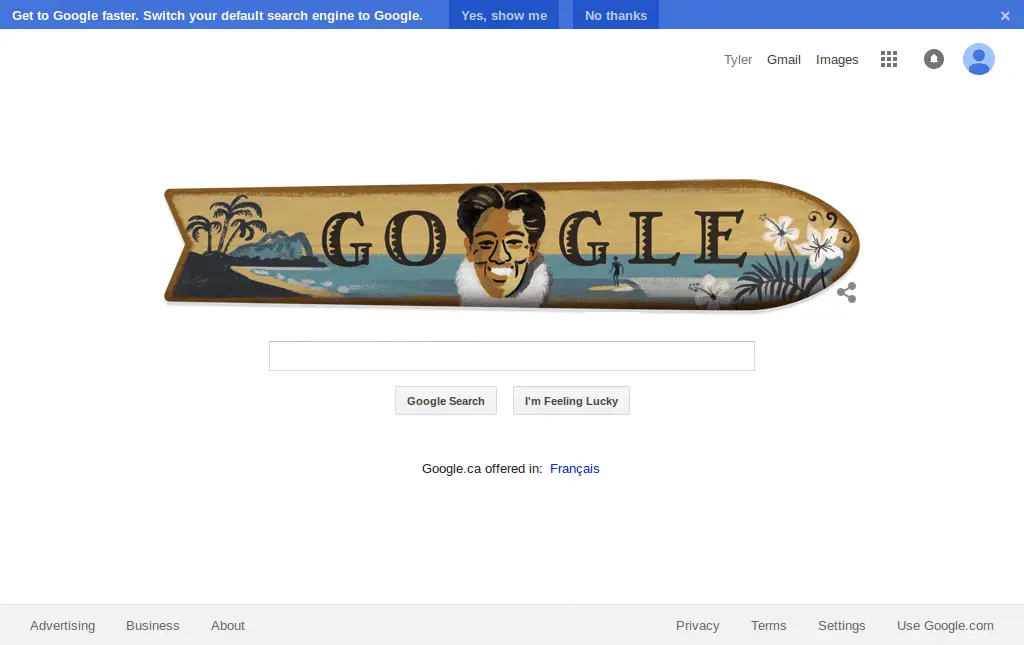 Get to Google faster. Switch your default search engine to Google. Yes, show me No thanks ×
Tyler Gmail Images
GOOGLE
Google Search I'm Feeling Lucky
Google.ca offered in: Français
Advertising Business About Privacy Terms Settings Use Google.com